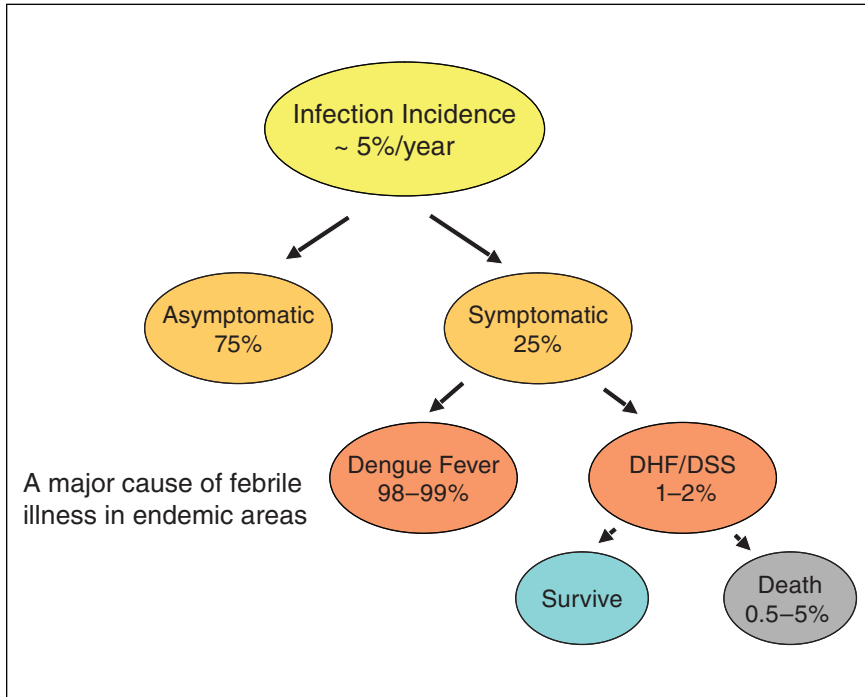 Infection Incidence
~ 5%/year
Asymptomatic
75%
Symptomatic
25%
A major cause of febrile
illness in endemic areas
Dengue Fever
98–99%
DHF/DSS
1–2%
Survive
Death
0.5–5%